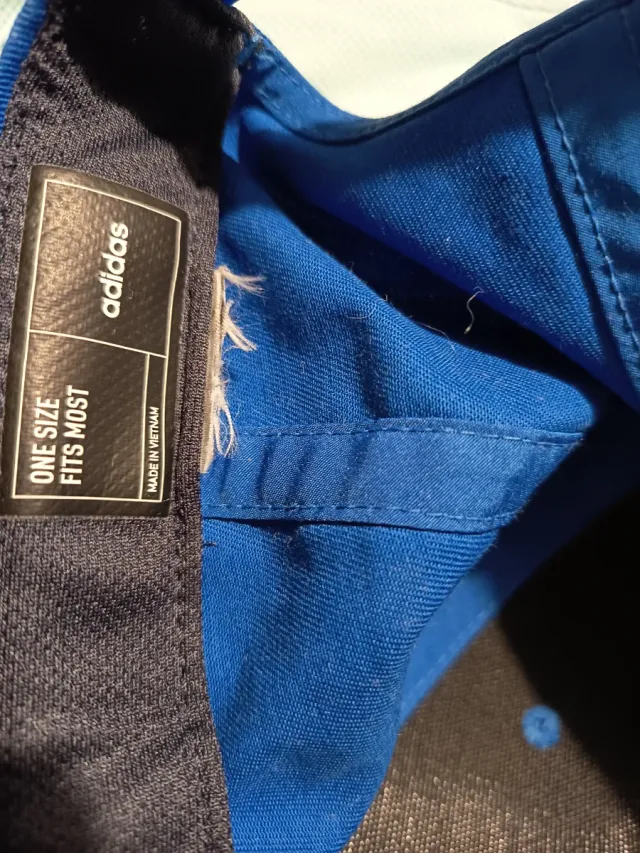 adidas
ONE SIZE
FITS MOST
MADE IN VIETNAM